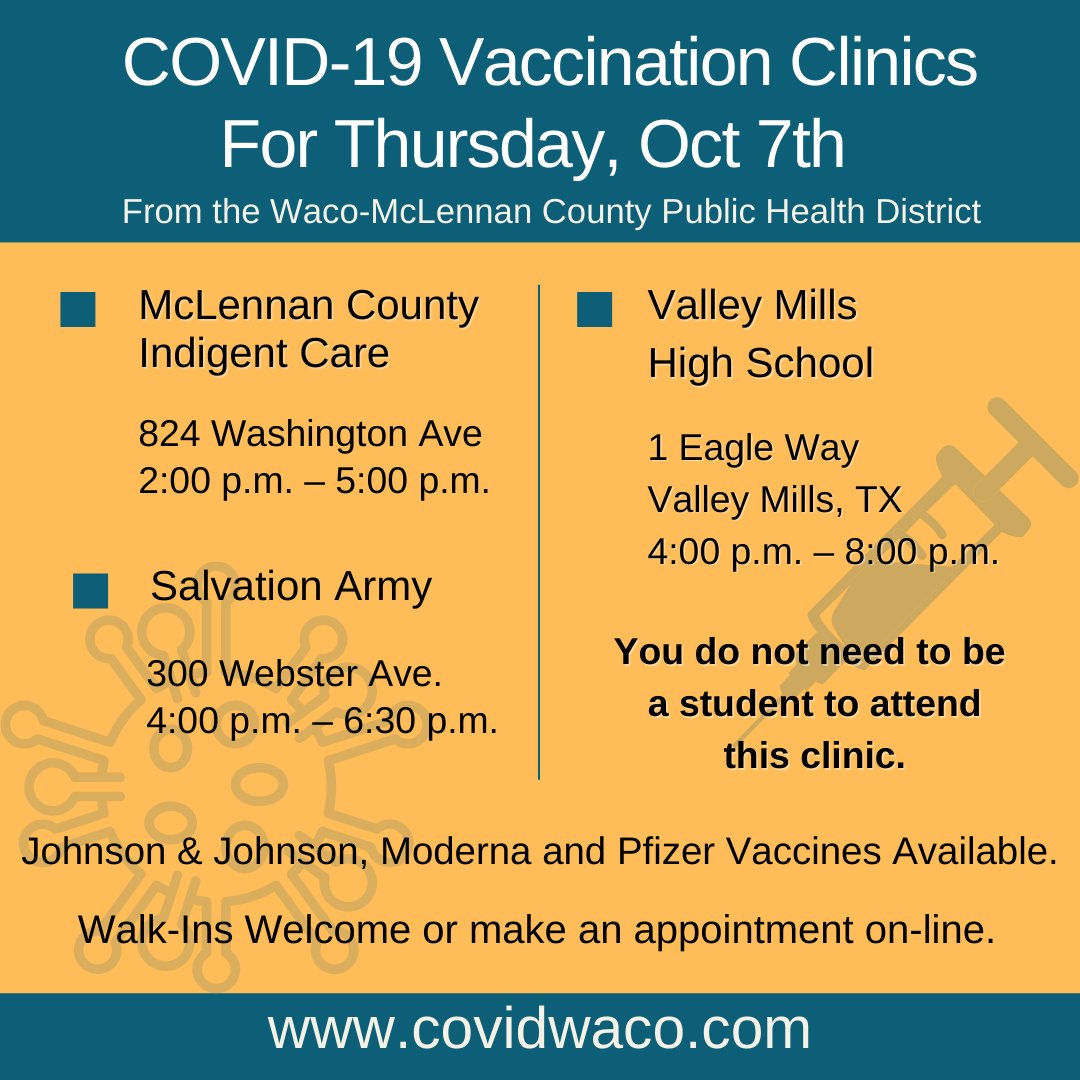 COVID-19 Vaccination Clinics
For Thursday, Oct 7th
From the Waco-McLennan County Public Health District
McLennan County
Indigent Care
824 Washington Ave
2:00 p.m. – 5:00 p.m.
Salvation Army
300 Webster Ave.
4:00 p.m. – 6:30 p.m.
Valley Mills
High School
1 Eagle Way
Valley Mills, TX
4:00 p.m. – 8:00 p.m.
You do not need to be
a student to attend
this clinic.
Johnson & Johnson, Moderna and Pfizer Vaccines Available.
Walk-Ins Welcome or make an appointment on-line.
www.covidwaco.com